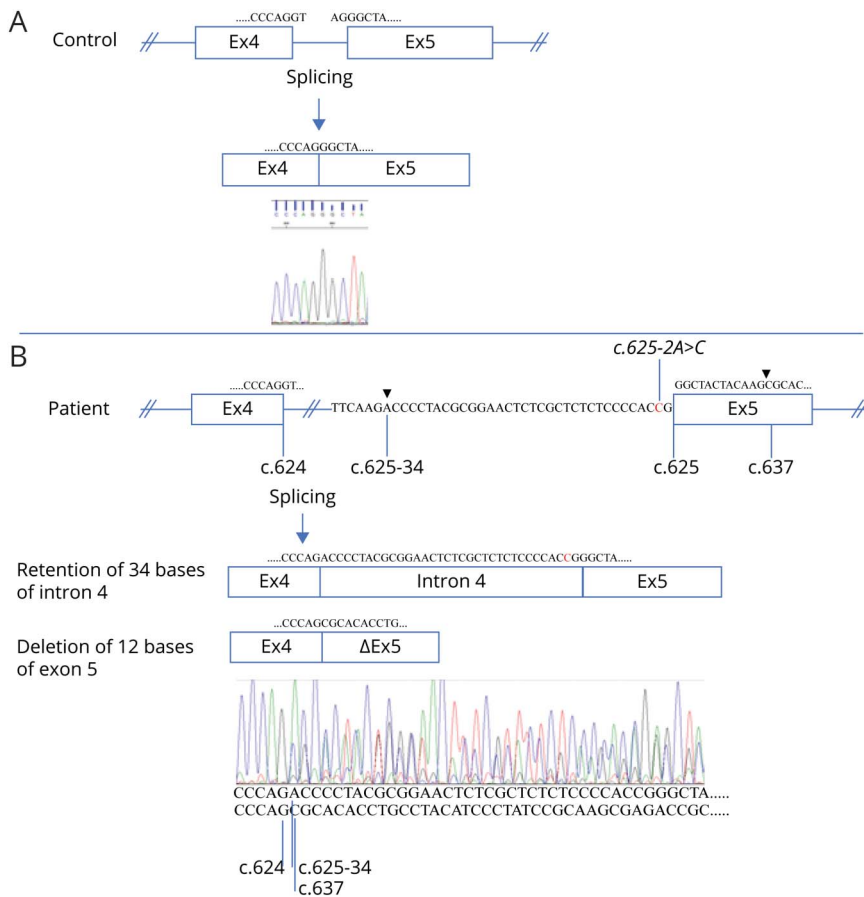 A
.....CCCAGGT AGGGCTA.....
Control
Ex4 Ex5
Splicing
.....CCCAGGGCTA.....
Ex4 Ex5
C C C A G G G C T A
B
c.625-2A>C
.....CCCAGGT... GGCTACTACAAGCGCAC...
Patient
Ex4 TTCAAGACCCCTACGCGGAACTCTCGCTCTCTCCCCACCG Ex5
c.624 c.625-34 c.625 c.637
Splicing
.....CCCAGACCCCTACGCGGAACTCTCGCTCTCTCCCCACCGGGCTA.....
Retention of 34 bases
of intron 4
Ex4 Intron 4 Ex5
...CCCAGCGCACACCTG...
Deletion of 12 bases
of exon 5
Ex4 ΔEx5
CCCAGACCCCTACGCGGAACTCTCGCTCTCTCCCCACCGGGCTA.....
CCCAGCGCACACCTGCCTACATCCCTATCCGCAAGCGAGACCGC.....
c.624 c.625-34
c.637